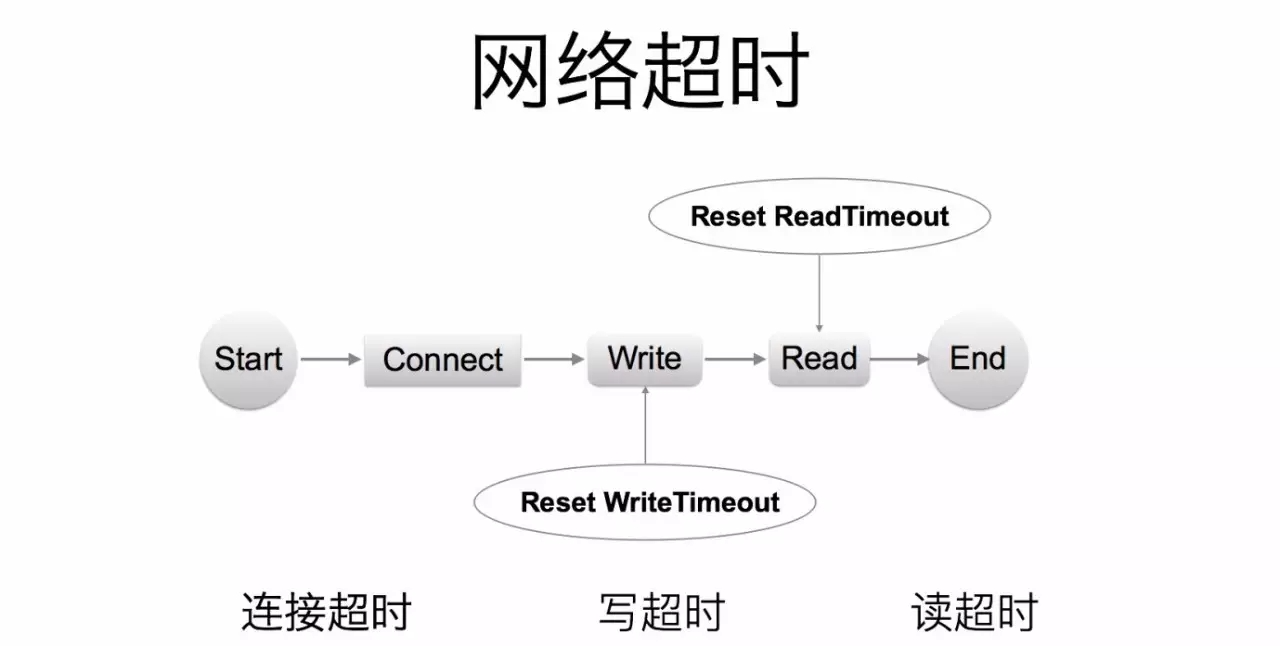 网络超时
Reset ReadTimeout
Start
Connect
Write
Read
End
Reset WriteTimeout
连接超时
写超时
读超时